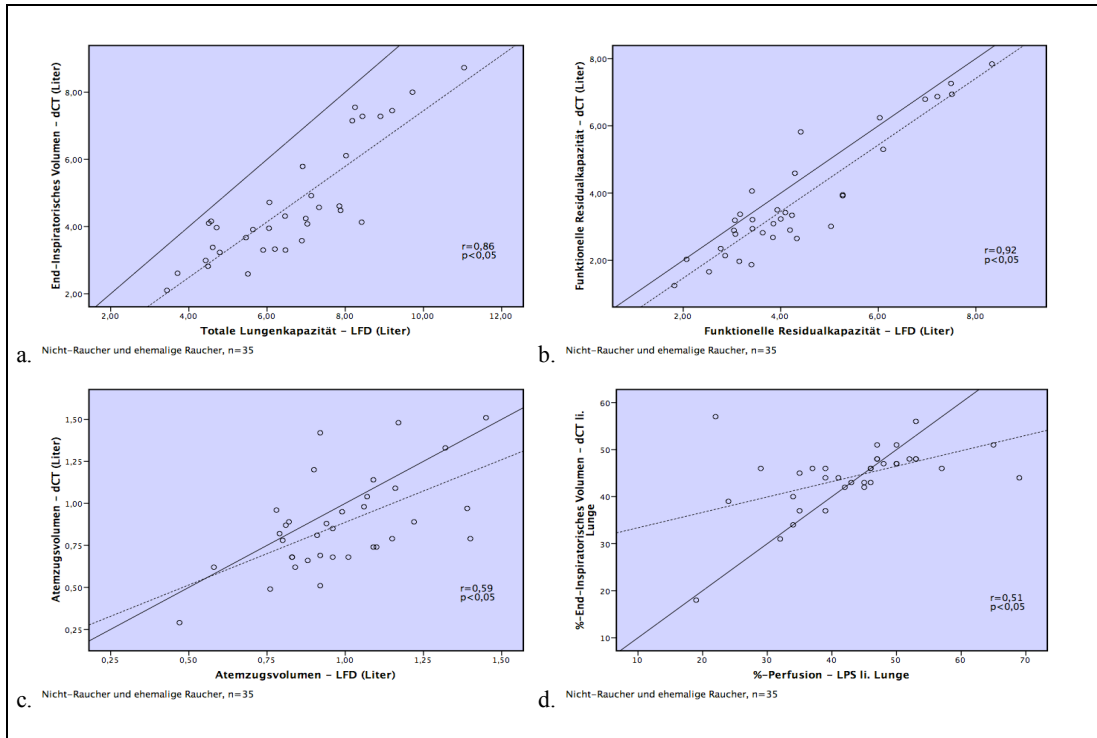 End-Inspiratorisches Volumen - dCT (Liter)
8,00
6,00
4,00
2,00
r=0,86
p<0,05
2,00 4,00 6,00 8,00 10,00 12,00
Totale Lungenkapazität - LFD (Liter)
a. Nicht-Raucher und ehemalige Raucher, n=35
Funktionelle Residualkapazität - dCT (Liter)
8,00
6,00
4,00
2,00
r=0,92
p<0,05
2,00 4,00 6,00 8,00
Funktionelle Residualkapazität - LFD (Liter)
b. Nicht-Raucher und ehemalige Raucher, n=35
Atemzugsvolumen - dCT (Liter)
1,50
1,25
1,00
0,75
0,50
0,25
r=0,59
p<0,05
0,25 0,50 0,75 1,00 1,25 1,50
Atemzugsvolumen - LFD (Liter)
c. Nicht-Raucher und ehemalige Raucher, n=35
%-End-Inspiratorisches Volumen - dCT li.
Lunge
60
50
40
30
20
10
r=0,51
p<0,05
10 20 30 40 50 60 70
%-Perfusion - LPS li. Lunge
d. Nicht-Raucher und ehemalige Raucher, n=35